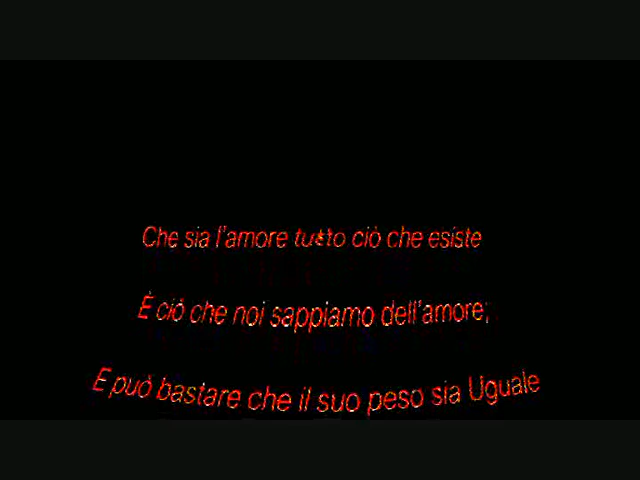 Che sia l'amore tutto ciò che esiste
È ciò che noi sappiamo dell'amore;
E può bastare che il suo peso sia Uguale